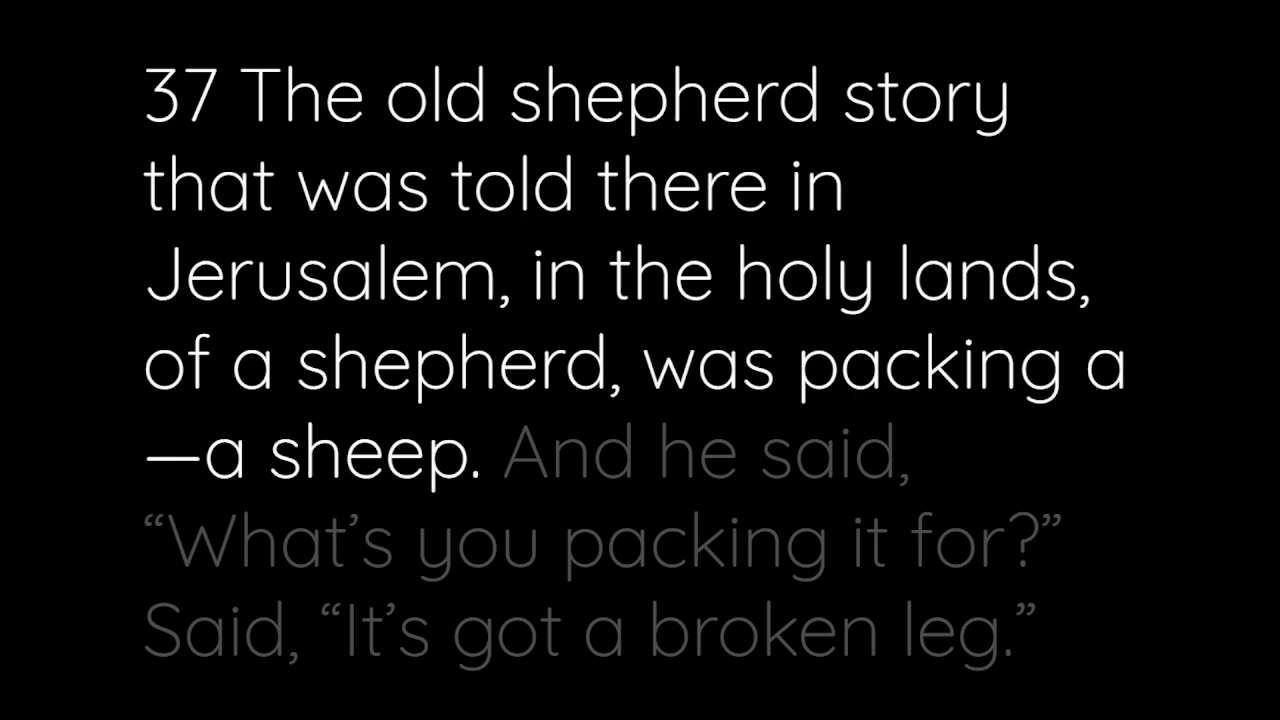 37 The old shepherd story
that was told there in
Jerusalem, in the holy lands,
of a shepherd, was packing a
—a sheep. And he said,
“What’s you packing it for?”
Said, “It’s got a broken leg.”